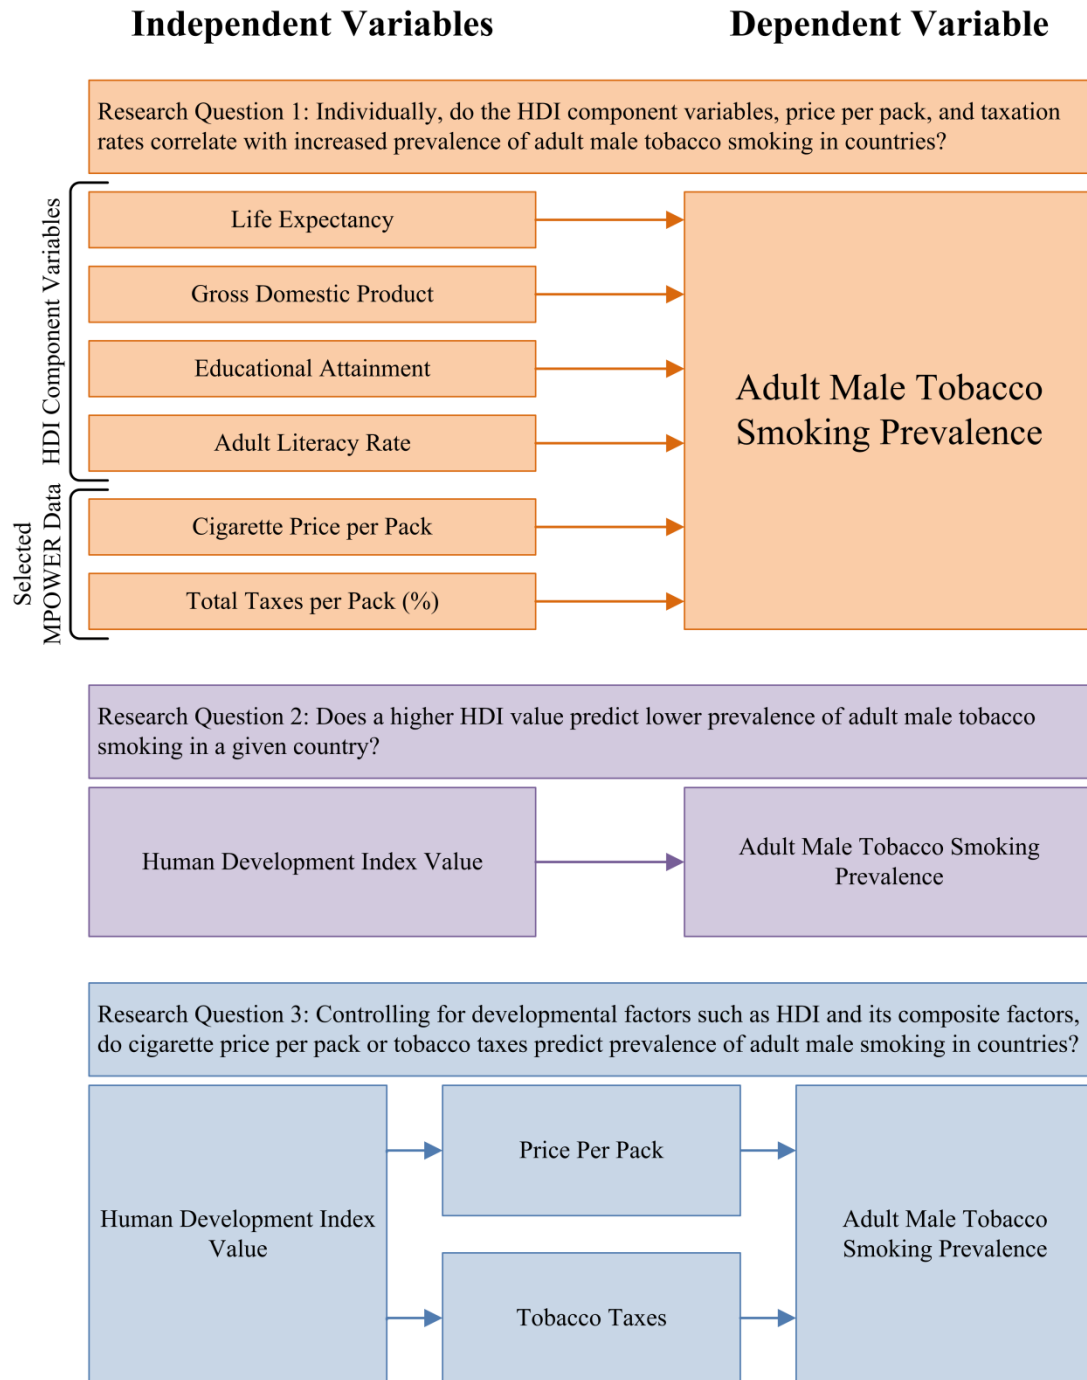 Independent Variables
Dependent Variable
Research Question 1: Individually, do the HDI component variables, price per pack, and taxation
rates correlate with increased prevalence of adult male tobacco smoking in countries?
HDI Component Variables
Life Expectancy
Gross Domestic Product
Educational Attainment
Adult Literacy Rate
Selected
MPOWER Data
Cigarette Price per Pack
Total Taxes per Pack (%)
Adult Male Tobacco
Smoking Prevalence
Research Question 2: Does a higher HDI value predict lower prevalence of adult male tobacco
smoking in a given country?
Human Development Index Value
Adult Male Tobacco Smoking
Prevalence
Research Question 3: Controlling for developmental factors such as HDI and its composite factors,
do cigarette price per pack or tobacco taxes predict prevalence of adult male smoking in countries?
Human Development Index
Value
Price Per Pack
Tobacco Taxes
Adult Male Tobacco
Smoking Prevalence